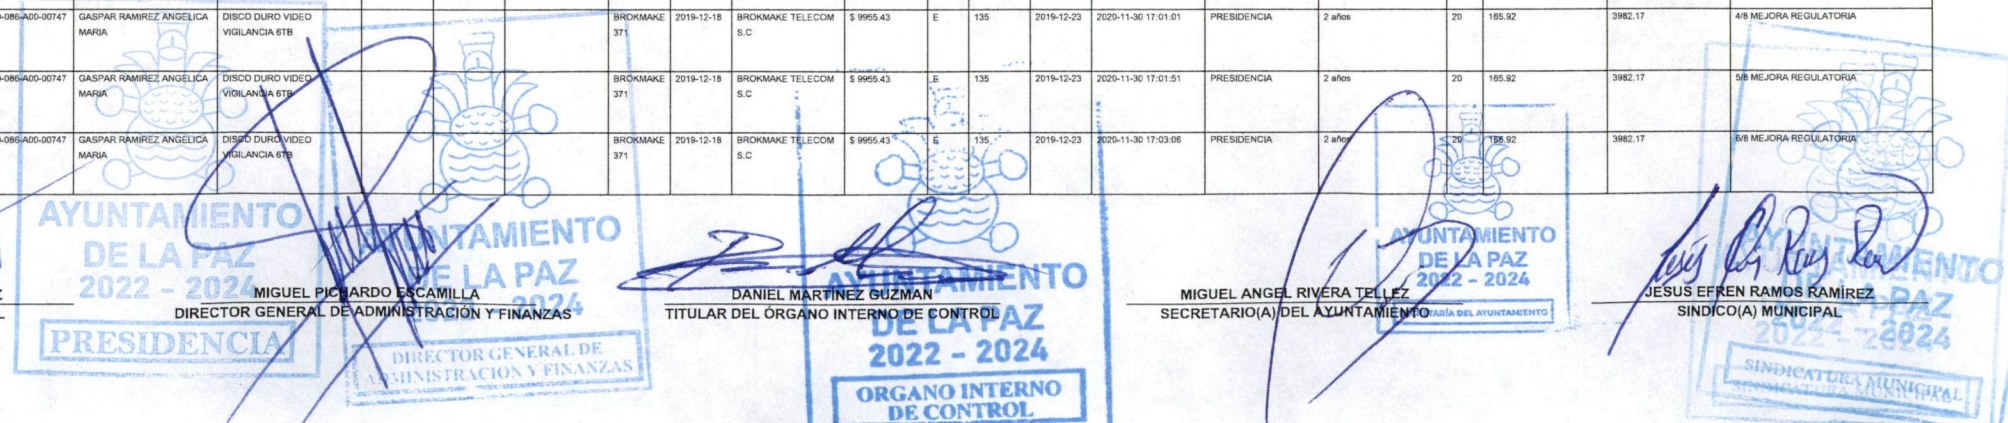 -086-A00-00747 GASPAR RAMIREZ ANGELICA DISCO DURO VIDEO BROKMAKE 2019-12-18 BROKMAKE TELECOM $ 9955.43 E 135 2019-12-23 2020-11-30 17:01:01 PRESIDENCIA 2 años 20 165.92 3982.17 4/8 MEJORA REGULATORIA
MARIA VIGILANCIA 6TB 371 S.C
-086-A00-00747 GASPAR RAMIREZ ANGELICA DISCO DURO VIDEO BROKMAKE 2019-12-18 BROKMAKE TELECOM $ 9955.43 E 135 2019-12-23 2020-11-30 17:01:51 PRESIDENCIA 2 años 20 165.92 3982.17 5/8 MEJORA REGULATORIA
MARIA VIGILANCIA 6TB 371 S.C
-086-A00-00747 GASPAR RAMIREZ ANGELICA DISCO DURO VIDEO BROKMAKE 2019-12-18 BROKMAKE TELECOM $ 9955.43 E 135 2019-12-23 2020-11-30 17:03:06 PRESIDENCIA 2 años 20 165.92 3982.17 6/8 MEJORA REGULATORIA
MARIA VIGILANCIA 6TB 371 S.C
AYUNTAMIENTO
DE LA PAZ
2022 - 2024
PRESIDENCIA
AYUNTAMIENTO
DE LA PAZ
2022 - 2024
DIRECTOR GENERAL DE
ADMINISTRACION Y FINANZAS
MIGUEL PICHARDO ESCAMILLA
DIRECTOR GENERAL DE ADMINISTRACIÓN Y FINANZAS
DANIEL MARTINEZ GUZMAN
TITULAR DEL ÓRGANO INTERNO DE CONTROL
AYUNTAMIENTO
DE LA PAZ
2022 - 2024
ORGANO INTERNO
DE CONTROL
MIGUEL ANGEL RIVERA TELLEZ
SECRETARIO(A) DEL AYUNTAMIENTO
AYUNTAMIENTO
DE LA PAZ
2022 - 2024
DEL AYUNTAMIENTO
JESUS EFREN RAMOS RAMÍREZ
SINDICO(A) MUNICIPAL
AYUNTAMIENTO
DE LA PAZ
2022 - 2024
SINDICATURA MUNICIPAL